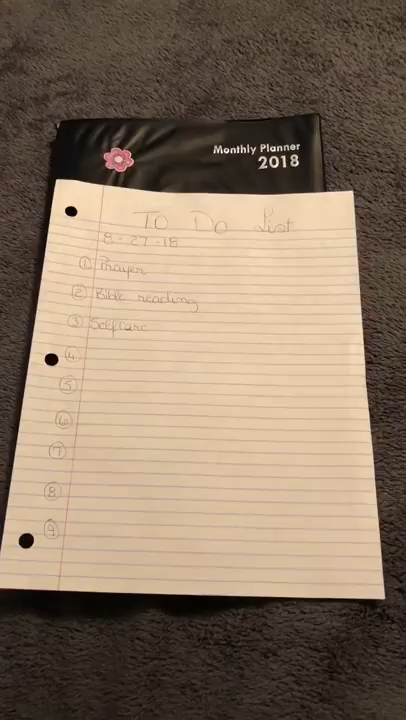 Monthly Planner
2018
To Do List
8-27-18
① Prayer
② Bible reading
③ Selfcare
④
⑤
⑥
⑦
⑧
⑨